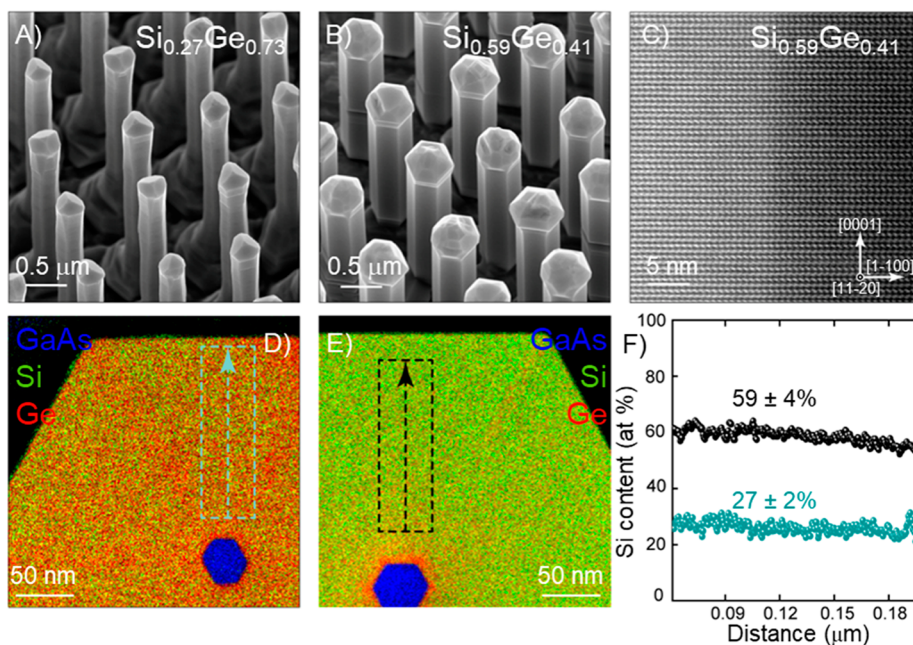 A)
Si0.27Ge0.73
0.5 μm
B)
Si0.59Ge0.41
0.5 μm
C)
Si0.59Ge0.41
[0001]
[1-100]
[11-20]
5 nm
GaAs
D)
Si
Ge
50 nm
E)
GaAs
Si
Ge
50 nm
F)
100
80
60
40
20
0
Si content (at %)
59 ± 4%
27 ± 2%
0.09
0.12
0.15
0.18
Distance (μm)